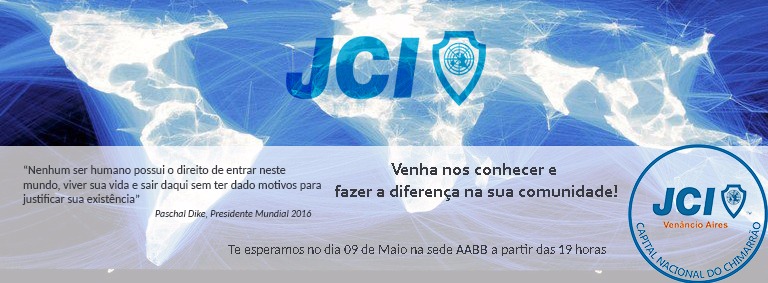 JCI
“Nenhum ser humano possui o direito de entrar neste
mundo, viver sua vida e sair daqui sem ter dado motivos para
justificar sua existência”
Paschal Dike, Presidente Mundial 2016
Venha nos conhecer e
fazer a diferença na sua comunidade!
Te esperamos no dia 09 de Maio na sede AABB a partir das 19 horas
JCI
Venâncio Aires
CAPITAL NACIONAL DO CHIMARRÃO